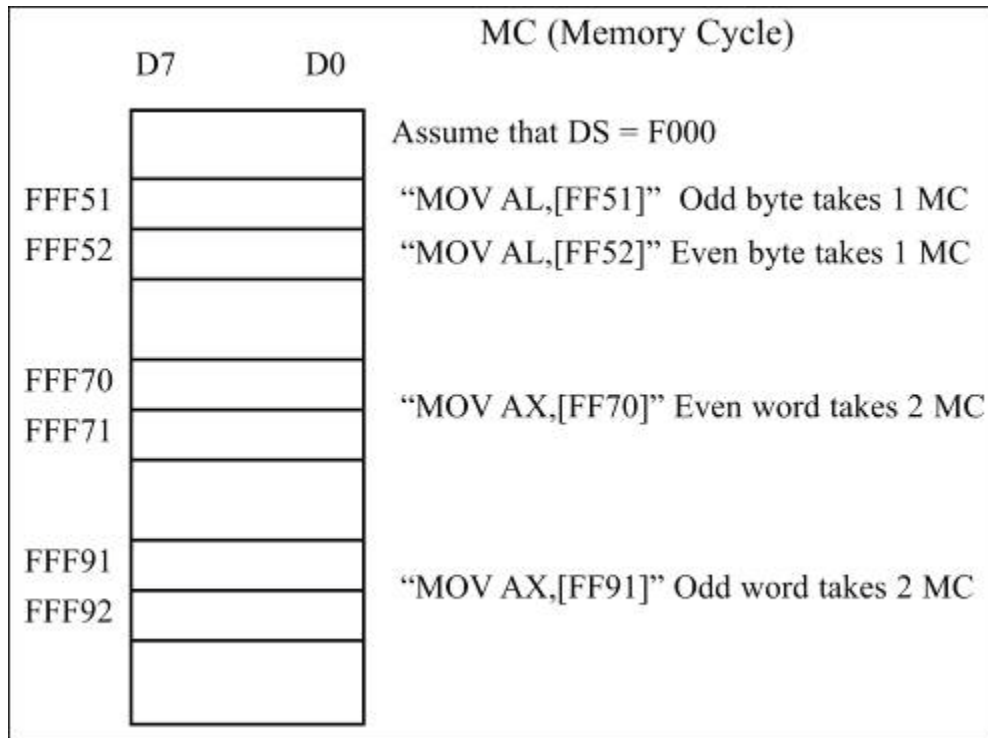 MC (Memory Cycle)
D7 D0
Assume that DS = F000
FFF51 “MOV AL,[FF51]” Odd byte takes 1 MC
FFF52 “MOV AL,[FF52]” Even byte takes 1 MC
FFF70
“MOV AX,[FF70]” Even word takes 2 MC
FFF71
FFF91
“MOV AX,[FF91]” Odd word takes 2 MC
FFF92